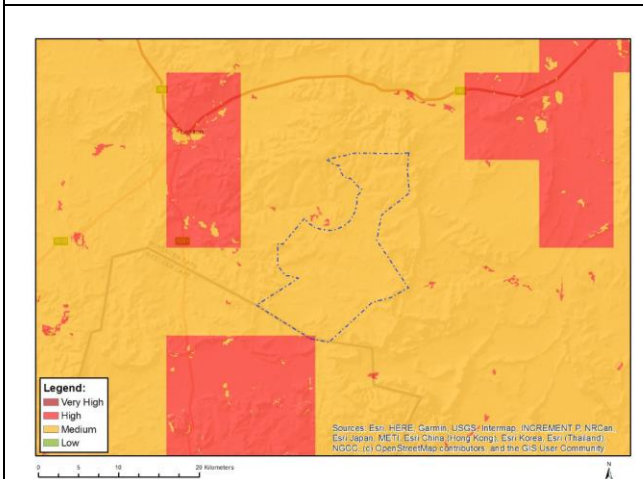 Legend:
Very High
High
Medium
Low
Sources: Esri, HERE, Garmin, USGS, Intermap, INCREMENT P, NRCan,
Esri Japan, METI, Esri China (Hong Kong), Esri Korea, Esri (Thailand),
NGCC, (c) OpenStreetMap contributors, and the GIS User Community
0 5 10 20 Kilometers
N